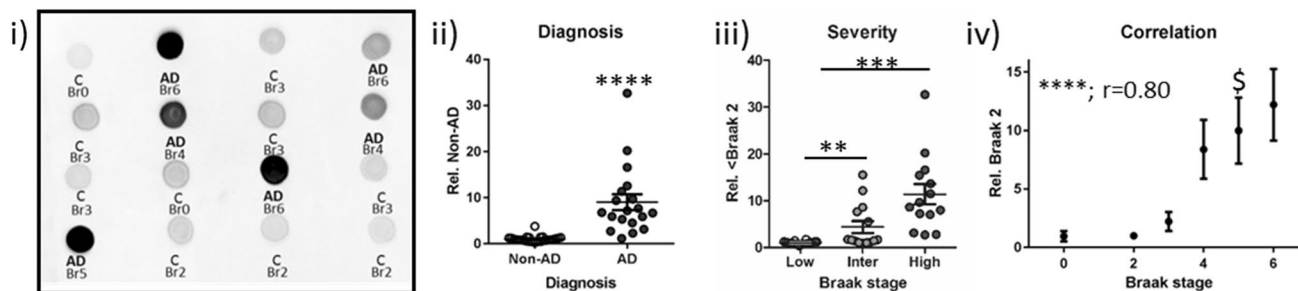 i)
C
Br0
AD
Br6
C
Br3
AD
Br6
C
Br3
AD
Br4
C
Br3
AD
Br4
C
Br3
C
Br0
AD
Br6
C
Br3
AD
Br5
C
Br2
C
Br2
C
Br2
ii)
Diagnosis
Rel. Non-AD
40
30
20
10
0
****
Non-AD
AD
Diagnosis
iii)
Severity
Rel. <Braak 2
40
30
20
10
0
**
***
Low
Inter
High
Braak stage
iv)
Correlation
Rel. Braak 2
15
10
5
0
****; r=0.80
$
0
2
4
6
Braak stage